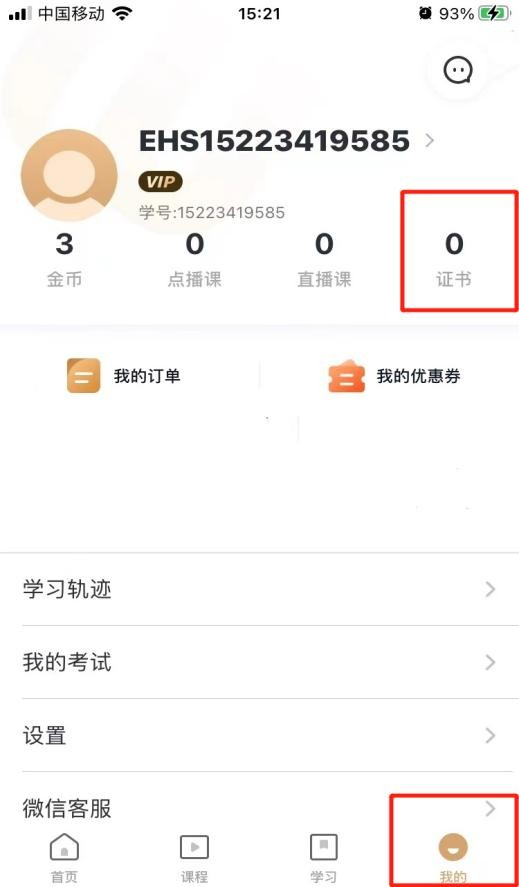 中国移动 15:21 93%
EHS15223419585
VIP
学号:15223419585
3 0 0 0
金币 点播课 直播课 证书
我的订单 我的优惠券
学习轨迹
我的考试
设置
微信客服
首页 课程 学习 我的